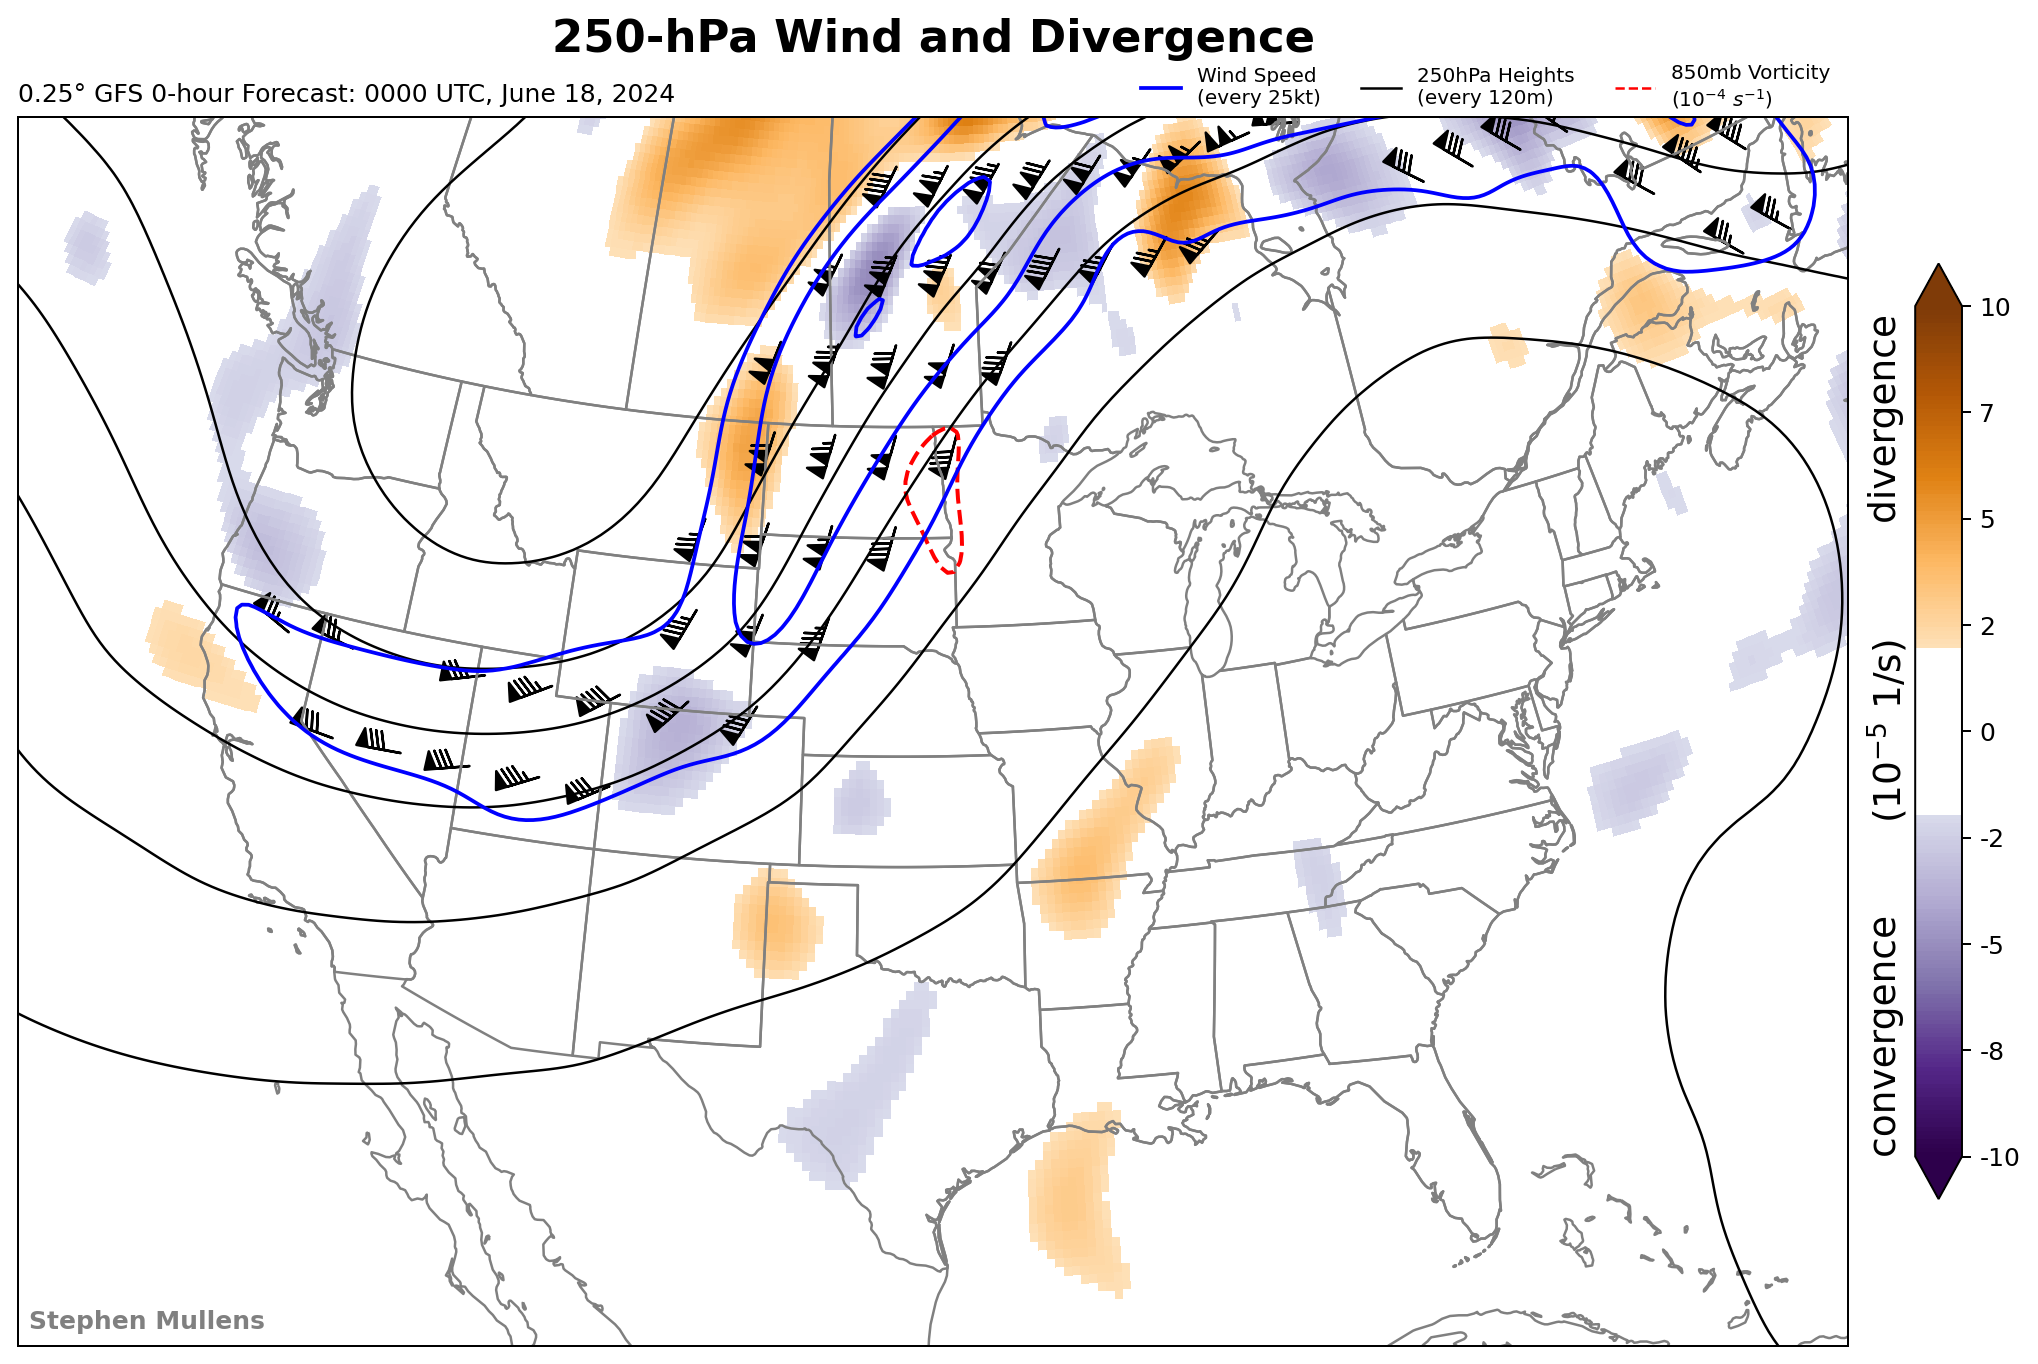 250-hPa Wind and Divergence
0.25° GFS 0-hour Forecast: 0000 UTC, June 18, 2024
Wind Speed
(every 25kt)
250hPa Heights
(every 120m)
850mb Vorticity
(10⁻⁴ s⁻¹)
10
7
5
2
0
-2
-5
-8
-10
convergence (10⁻⁵ 1/s) divergence
Stephen Mullens